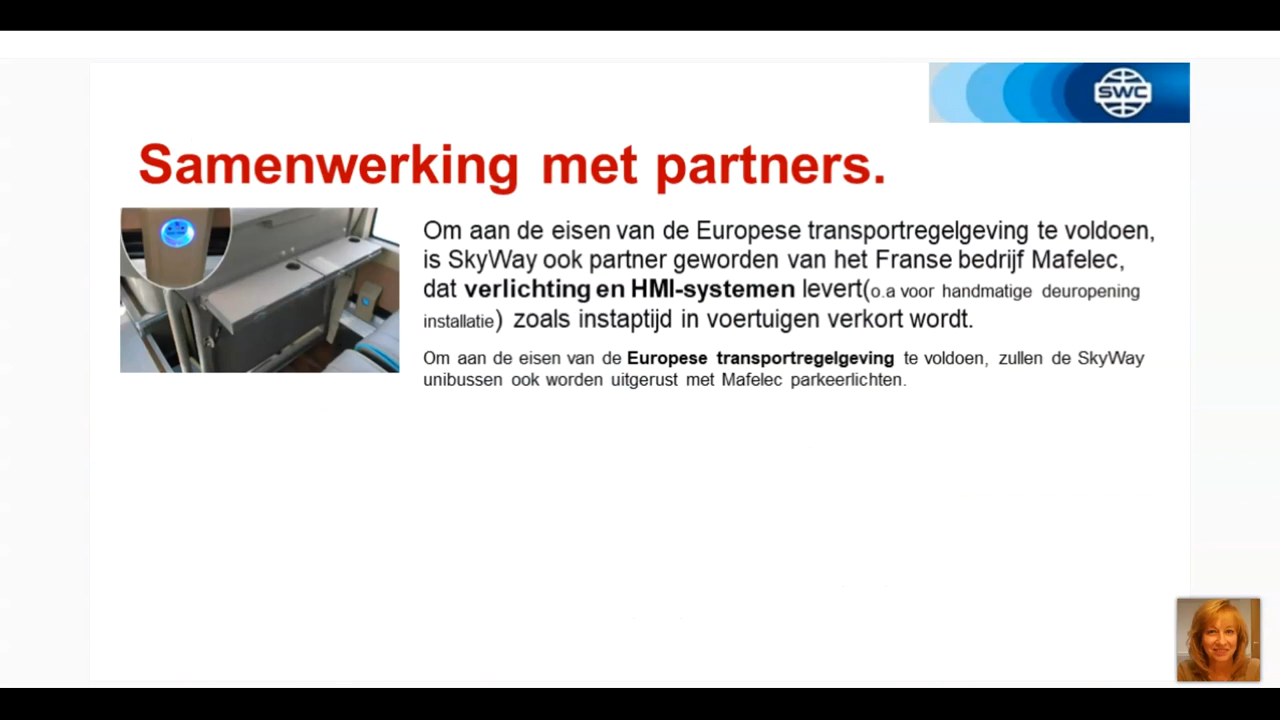 SWC
Samenwerking met partners.
Om aan de eisen van de Europese transportregelgeving te voldoen,
is SkyWay ook partner geworden van het Franse bedrijf Mafelec,
dat verlichting en HMI-systemen levert(o.a voor handmatige deuropening
installatie) zoals instaptijd in voertuigen verkort wordt.
Om aan de eisen van de Europese transportregelgeving te voldoen, zullen de SkyWay
unibussen ook worden uitgerust met Mafelec parkeerlichten.